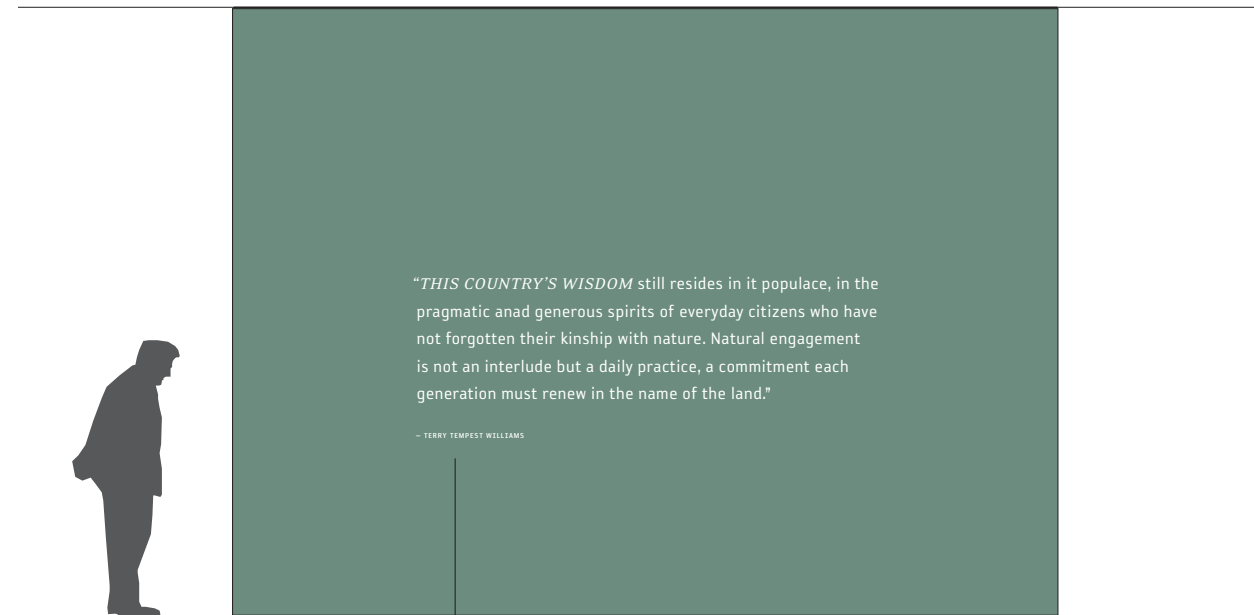 “THIS COUNTRY’S WISDOM still resides in it populace, in the
pragmatic anad generous spirits of everyday citizens who have
not forgotten their kinship with nature. Natural engagement
is not an interlude but a daily practice, a commitment each
generation must renew in the name of the land.”
– TERRY TEMPEST WILLIAMS